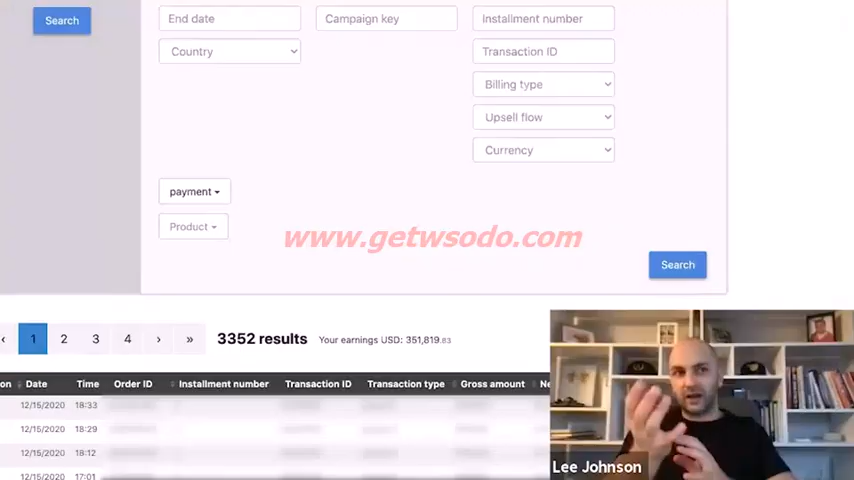 Search
End date
Campaign key
Installment number
Country
Transaction ID
Billing type
Upsell flow
Currency
payment
Product
www.getwsodo.com
Search
‹ 1 2 3 4 › » 3352 results Your earnings USD: 351,819.83
on Date Time Order ID Installment number Transaction ID Transaction type Gross amount Ne
12/15/2020 18:33
12/15/2020 18:29
12/15/2020 18:12
12/15/2020 17:01
Lee Johnson